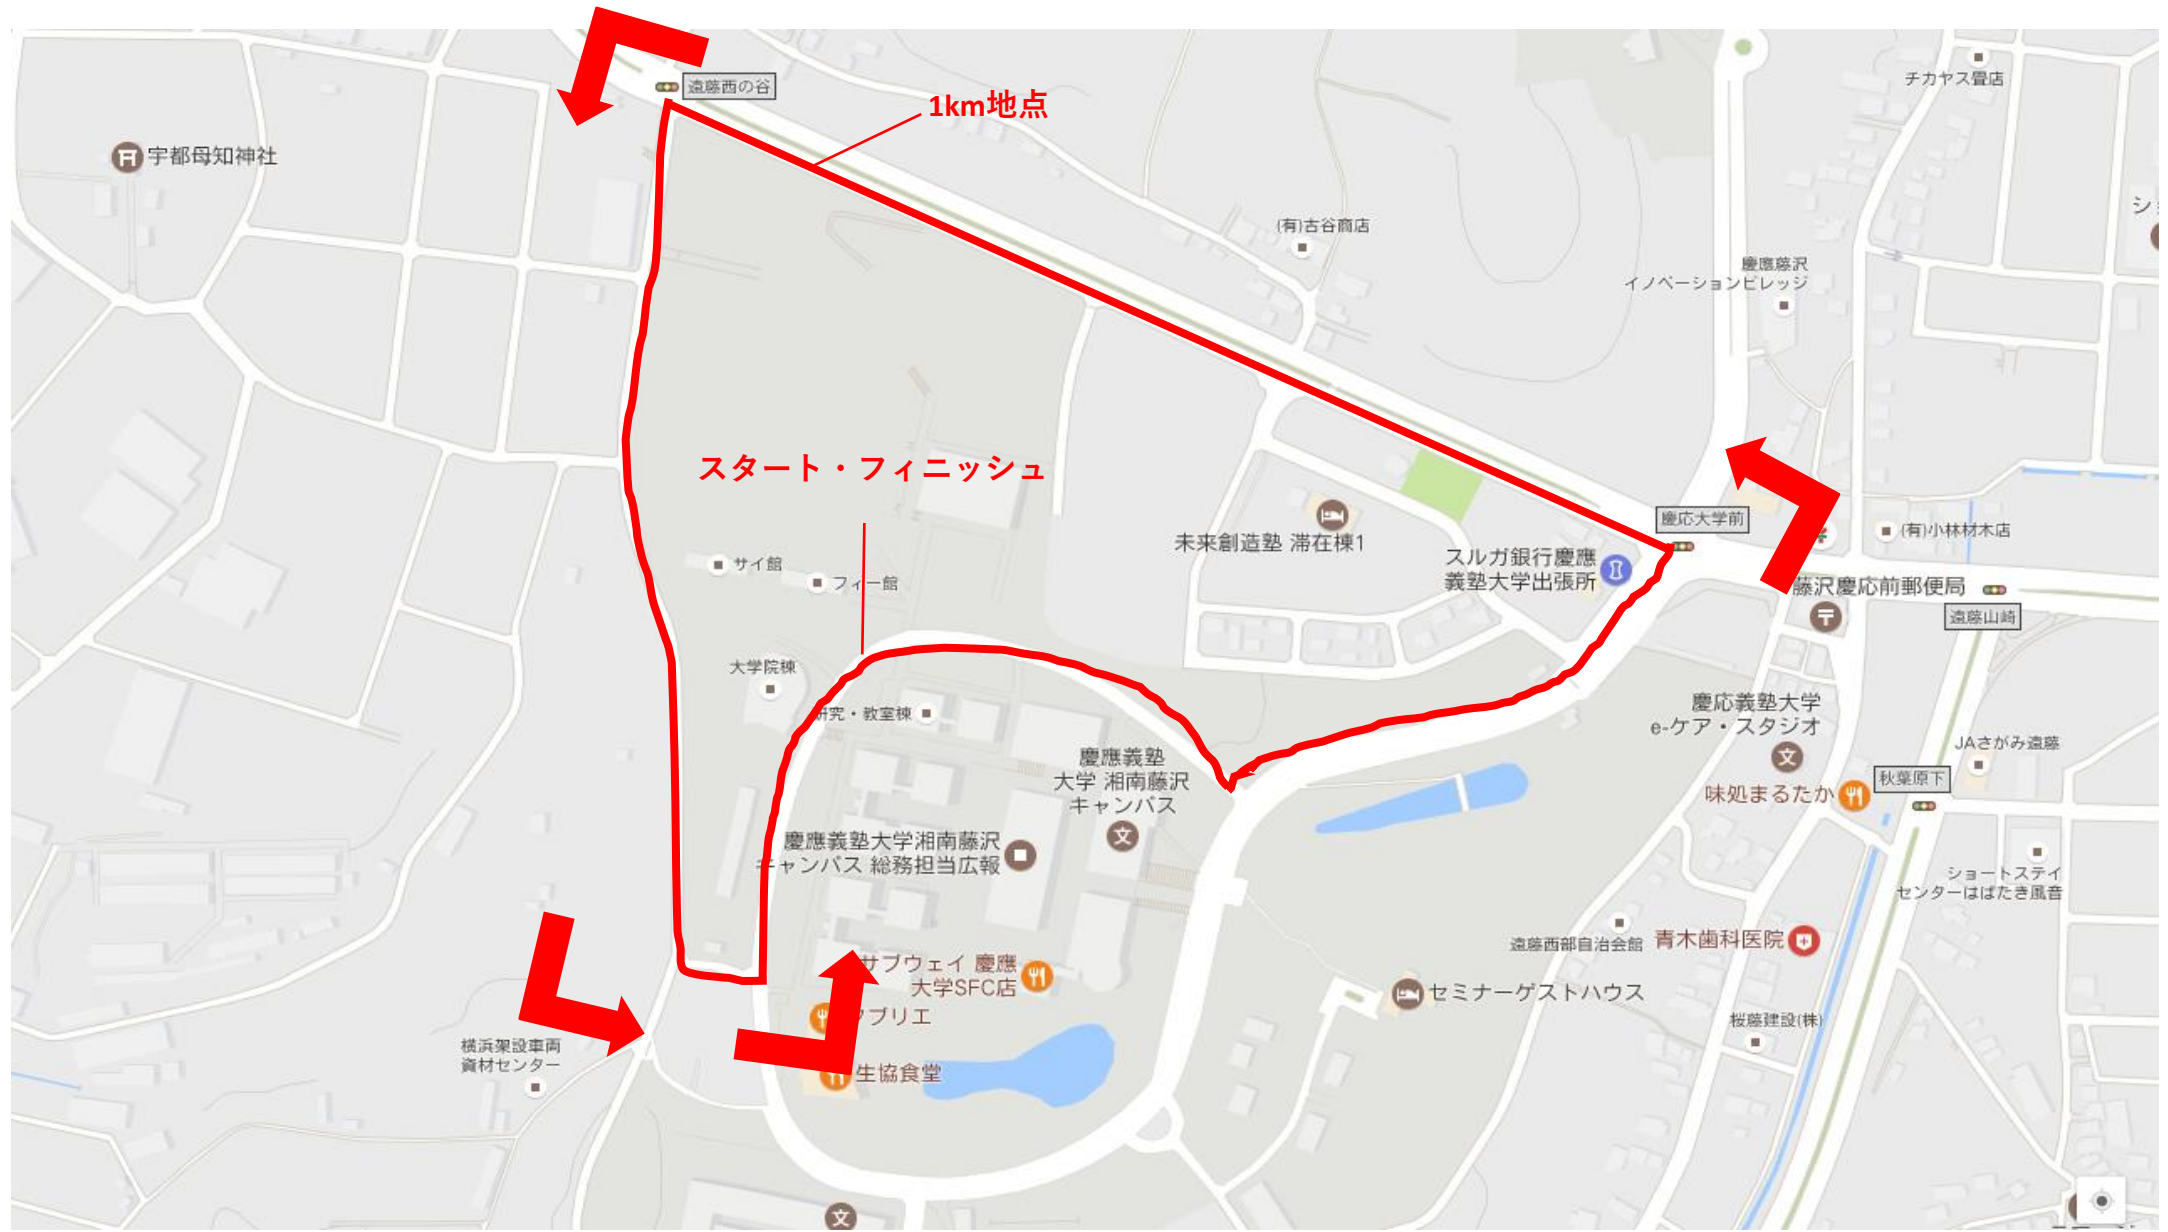 遠藤西の谷
1km地点
チカヤス畳店
宇都母知神社
(有)古谷商店
慶應藤沢
イノベーションビレッジ
スタート・フィニッシュ
慶応大学前
(有)小林材木店
未来創造塾 滞在棟1
スルガ銀行慶應
義塾大学出張所
サイ館
フィー館
藤沢慶応前郵便局
遠藤山崎
大学院棟
研究・教室棟
慶応義塾大学
e-ケア・スタジオ
慶應義塾
大学 湘南藤沢
キャンパス
JAさがみ遠藤
秋葉原下
味処まるたか
慶應義塾大学湘南藤沢
キャンパス 総務担当広報
ショートステイ
センターはばたき風音
遠藤西部自治会館
青木歯科医院
サブウェイ 慶應
大学SFC店
セミナーゲストハウス
ブリエ
桜藤建設(株)
横浜架設車両
資材センター
生協食堂